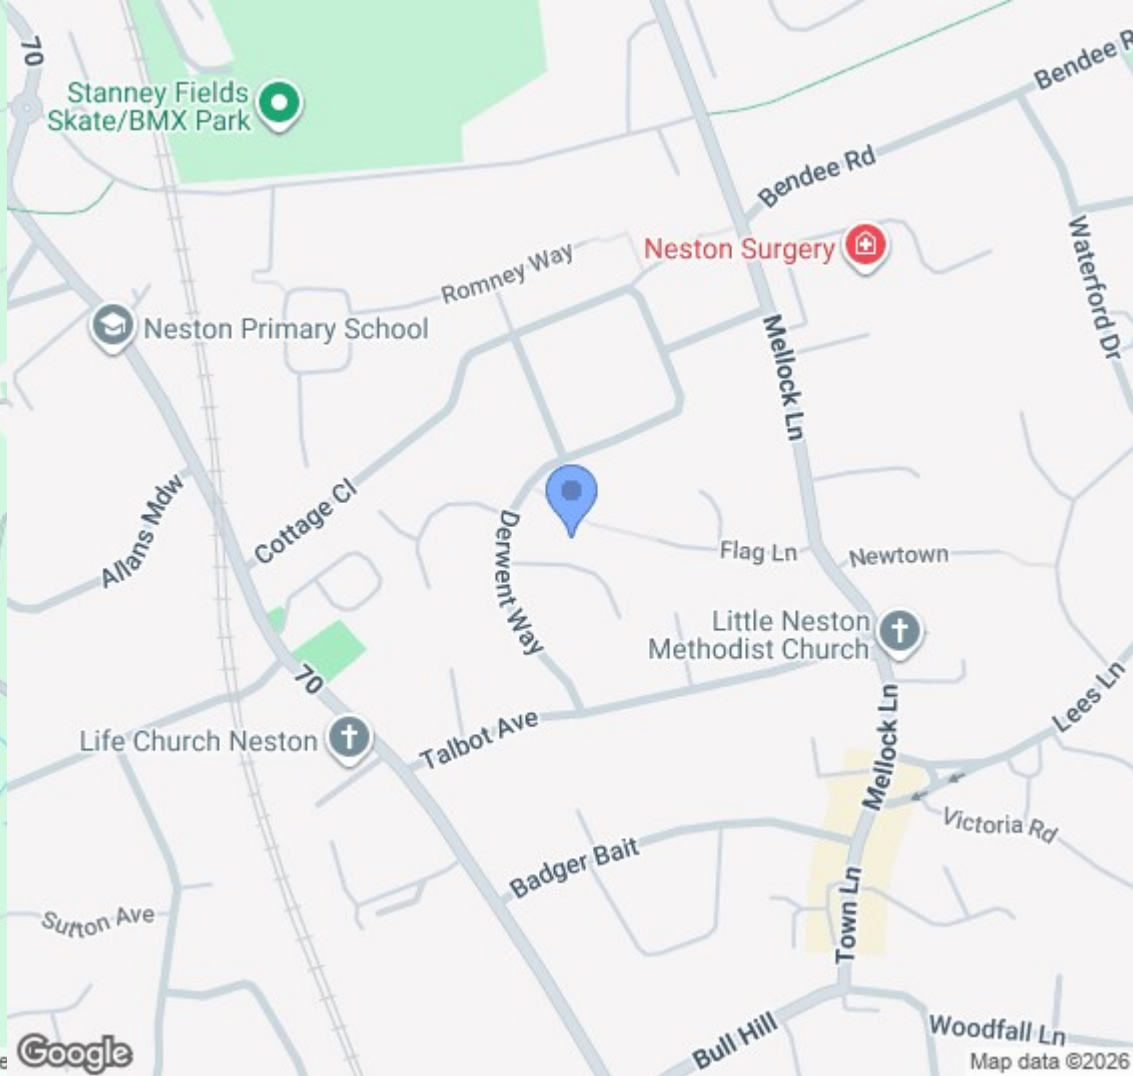 70
Bendee R
Stanney Fields
Skate/BMX Park
Bendee Rd
Neston Surgery
Waterford Dr
Romney Way
Neston Primary School
Mellock Ln
Allans Mdw
Cottage Cl
Derwent Way
Flag Ln
Newtown
Little Neston
Methodist Church
70
Lees Ln
Life Church Neston
Talbot Ave
Mellock Ln
Victoria Rd
Badger Bait
Sutton Ave
Town Ln
Bull Hill
Woodfall Ln
e
Google
Map data ©2026